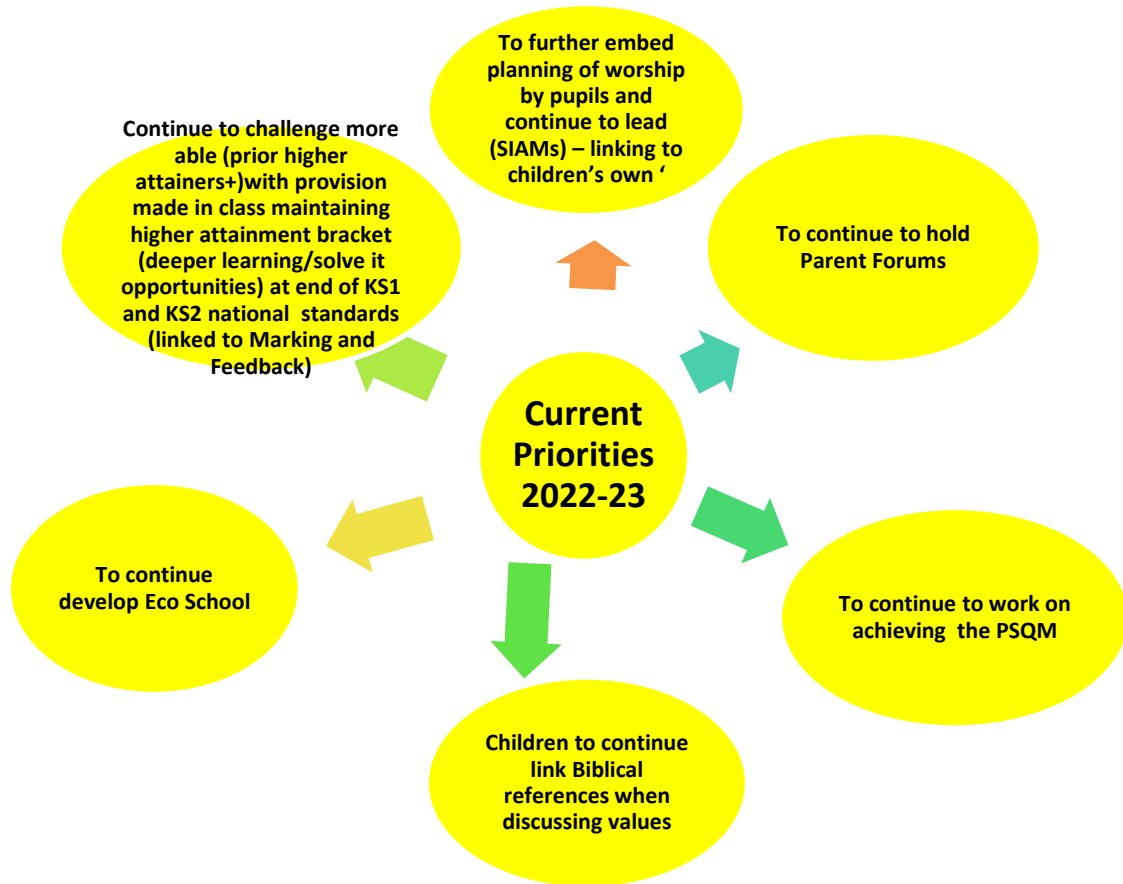 To further embed
planning of worship
by pupils and
continue to lead
(SIAMs) – linking to
children's own '
To continue to hold
Parent Forums
To continue to work on
achieving the PSQM
Children to continue
link Biblical
references when
discussing values
To continue
develop Eco School
Continue to challenge more
able (prior higher
attainers+)with provision
made in class maintaining
higher attainment bracket
(deeper learning/solve it
opportunities) at end of KS1
and KS2 national standards
(linked to Marking and
Feedback)
Current
Priorities
2022-23